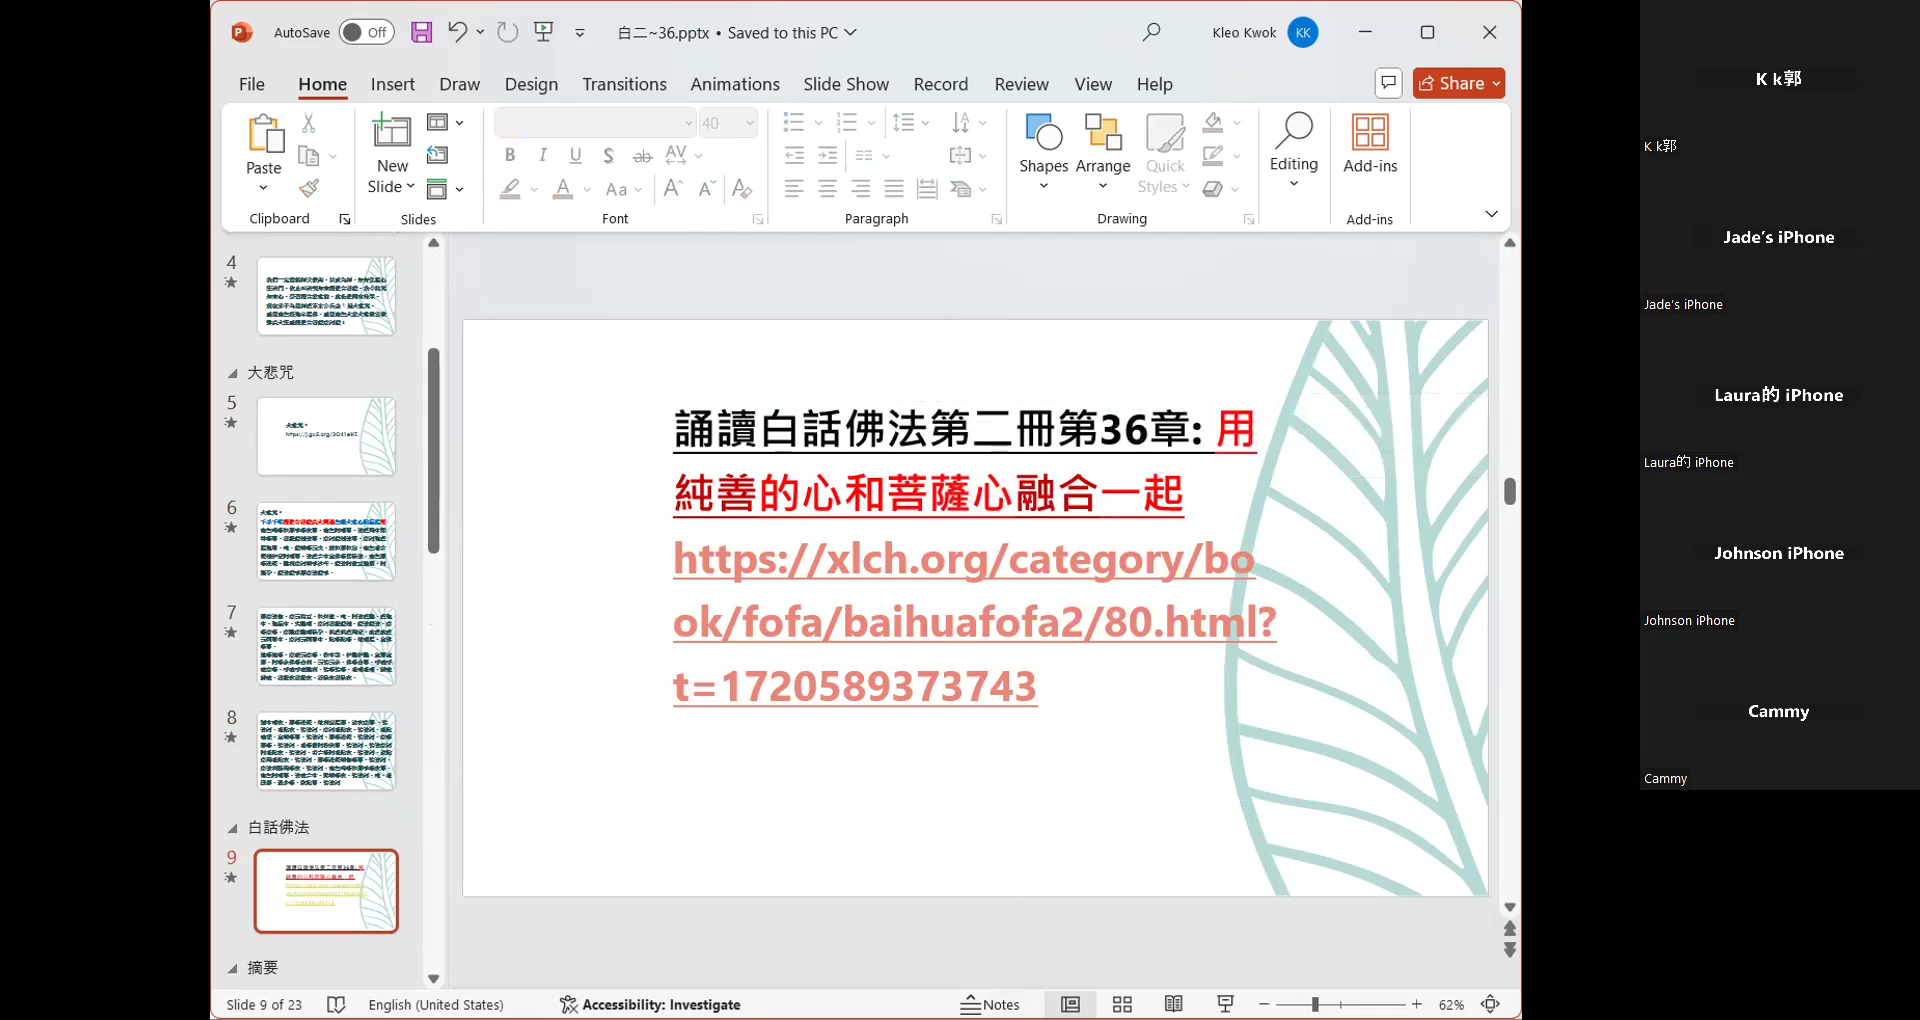 AutoSave
Off
白二~36.pptx • Saved to this PC
Kleo Kwok
KK
File
Home
Insert
Draw
Design
Transitions
Animations
Slide Show
Record
Review
View
Help
Share
Paste
Clipboard
New
Slide
Slides
40
Font
Paragraph
Shapes
Arrange
Quick
Styles
Drawing
Editing
Add-ins
Add-ins
4
大悲咒
5
6
7
8
白話佛法
9
摘要
誦讀白話佛法第二冊第36章: 用
純善的心和菩薩心融合一起
https://xlch.org/category/bo
ok/fofa/baihuafofa2/80.html?
t=1720589373743
Slide 9 of 23
English (United States)
Accessibility: Investigate
Notes
62%
K k郭
K k郭
Jade's iPhone
Jade's iPhone
Laura的 iPhone
Laura的 iPhone
Johnson iPhone
Johnson iPhone
Cammy
Cammy